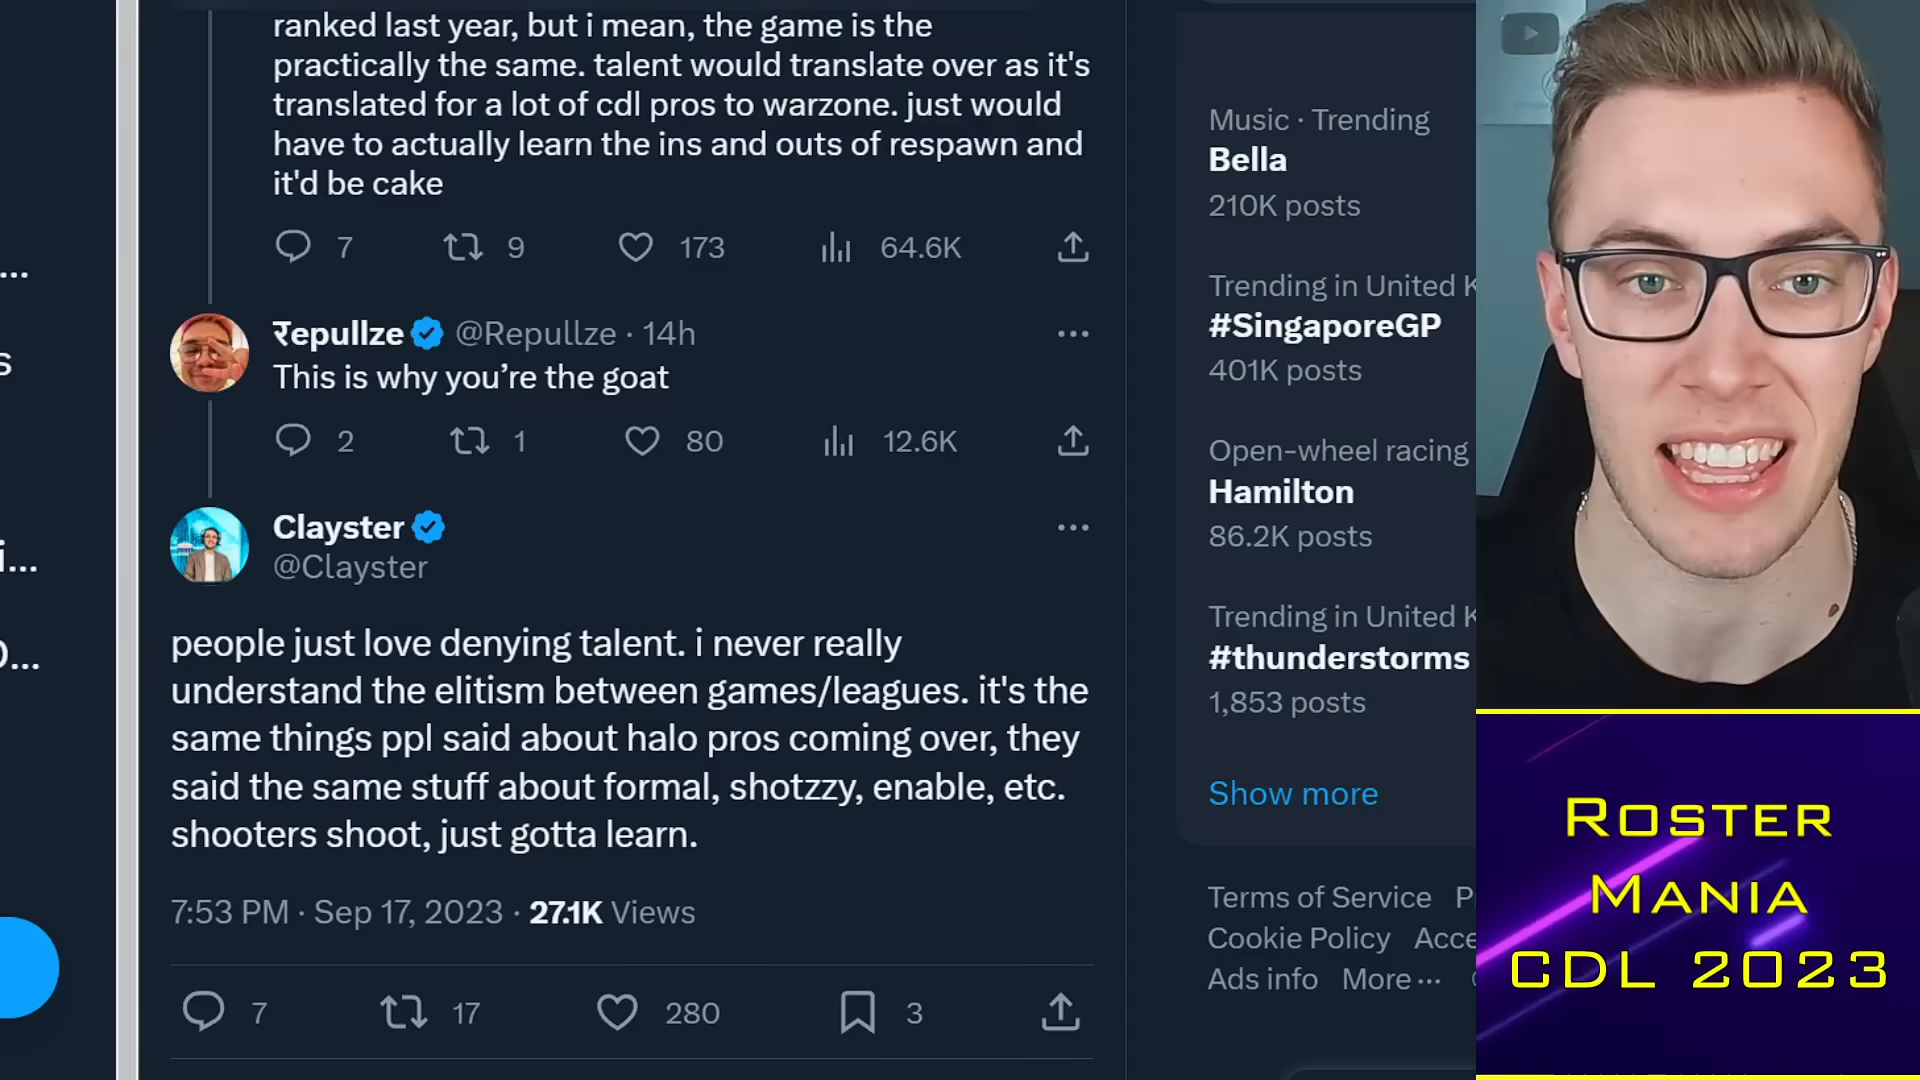 ranked last year, but i mean, the game is the
practically the same. talent would translate over as it's
translated for a lot of cdl pros to warzone. just would
have to actually learn the ins and outs of respawn and
it'd be cake
7 9 173 64.6K
रepullze @Repullze · 14h
This is why you’re the goat
2 1 80 12.6K
Clayster
@Clayster
people just love denying talent. i never really
understand the elitism between games/leagues. it's the
same things ppl said about halo pros coming over, they
said the same stuff about formal, shotzzy, enable, etc.
shooters shoot, just gotta learn.
7:53 PM · Sep 17, 2023 · 27.1K Views
7 17 280 3
Music · Trending
Bella
210K posts
Trending in United K
#SingaporeGP
401K posts
Open-wheel racing
Hamilton
86.2K posts
Trending in United K
#thunderstorms
1,853 posts
Show more
Terms of Service P
Cookie Policy Acce
Ads info More ...
Roster
Mania
CDL 2023